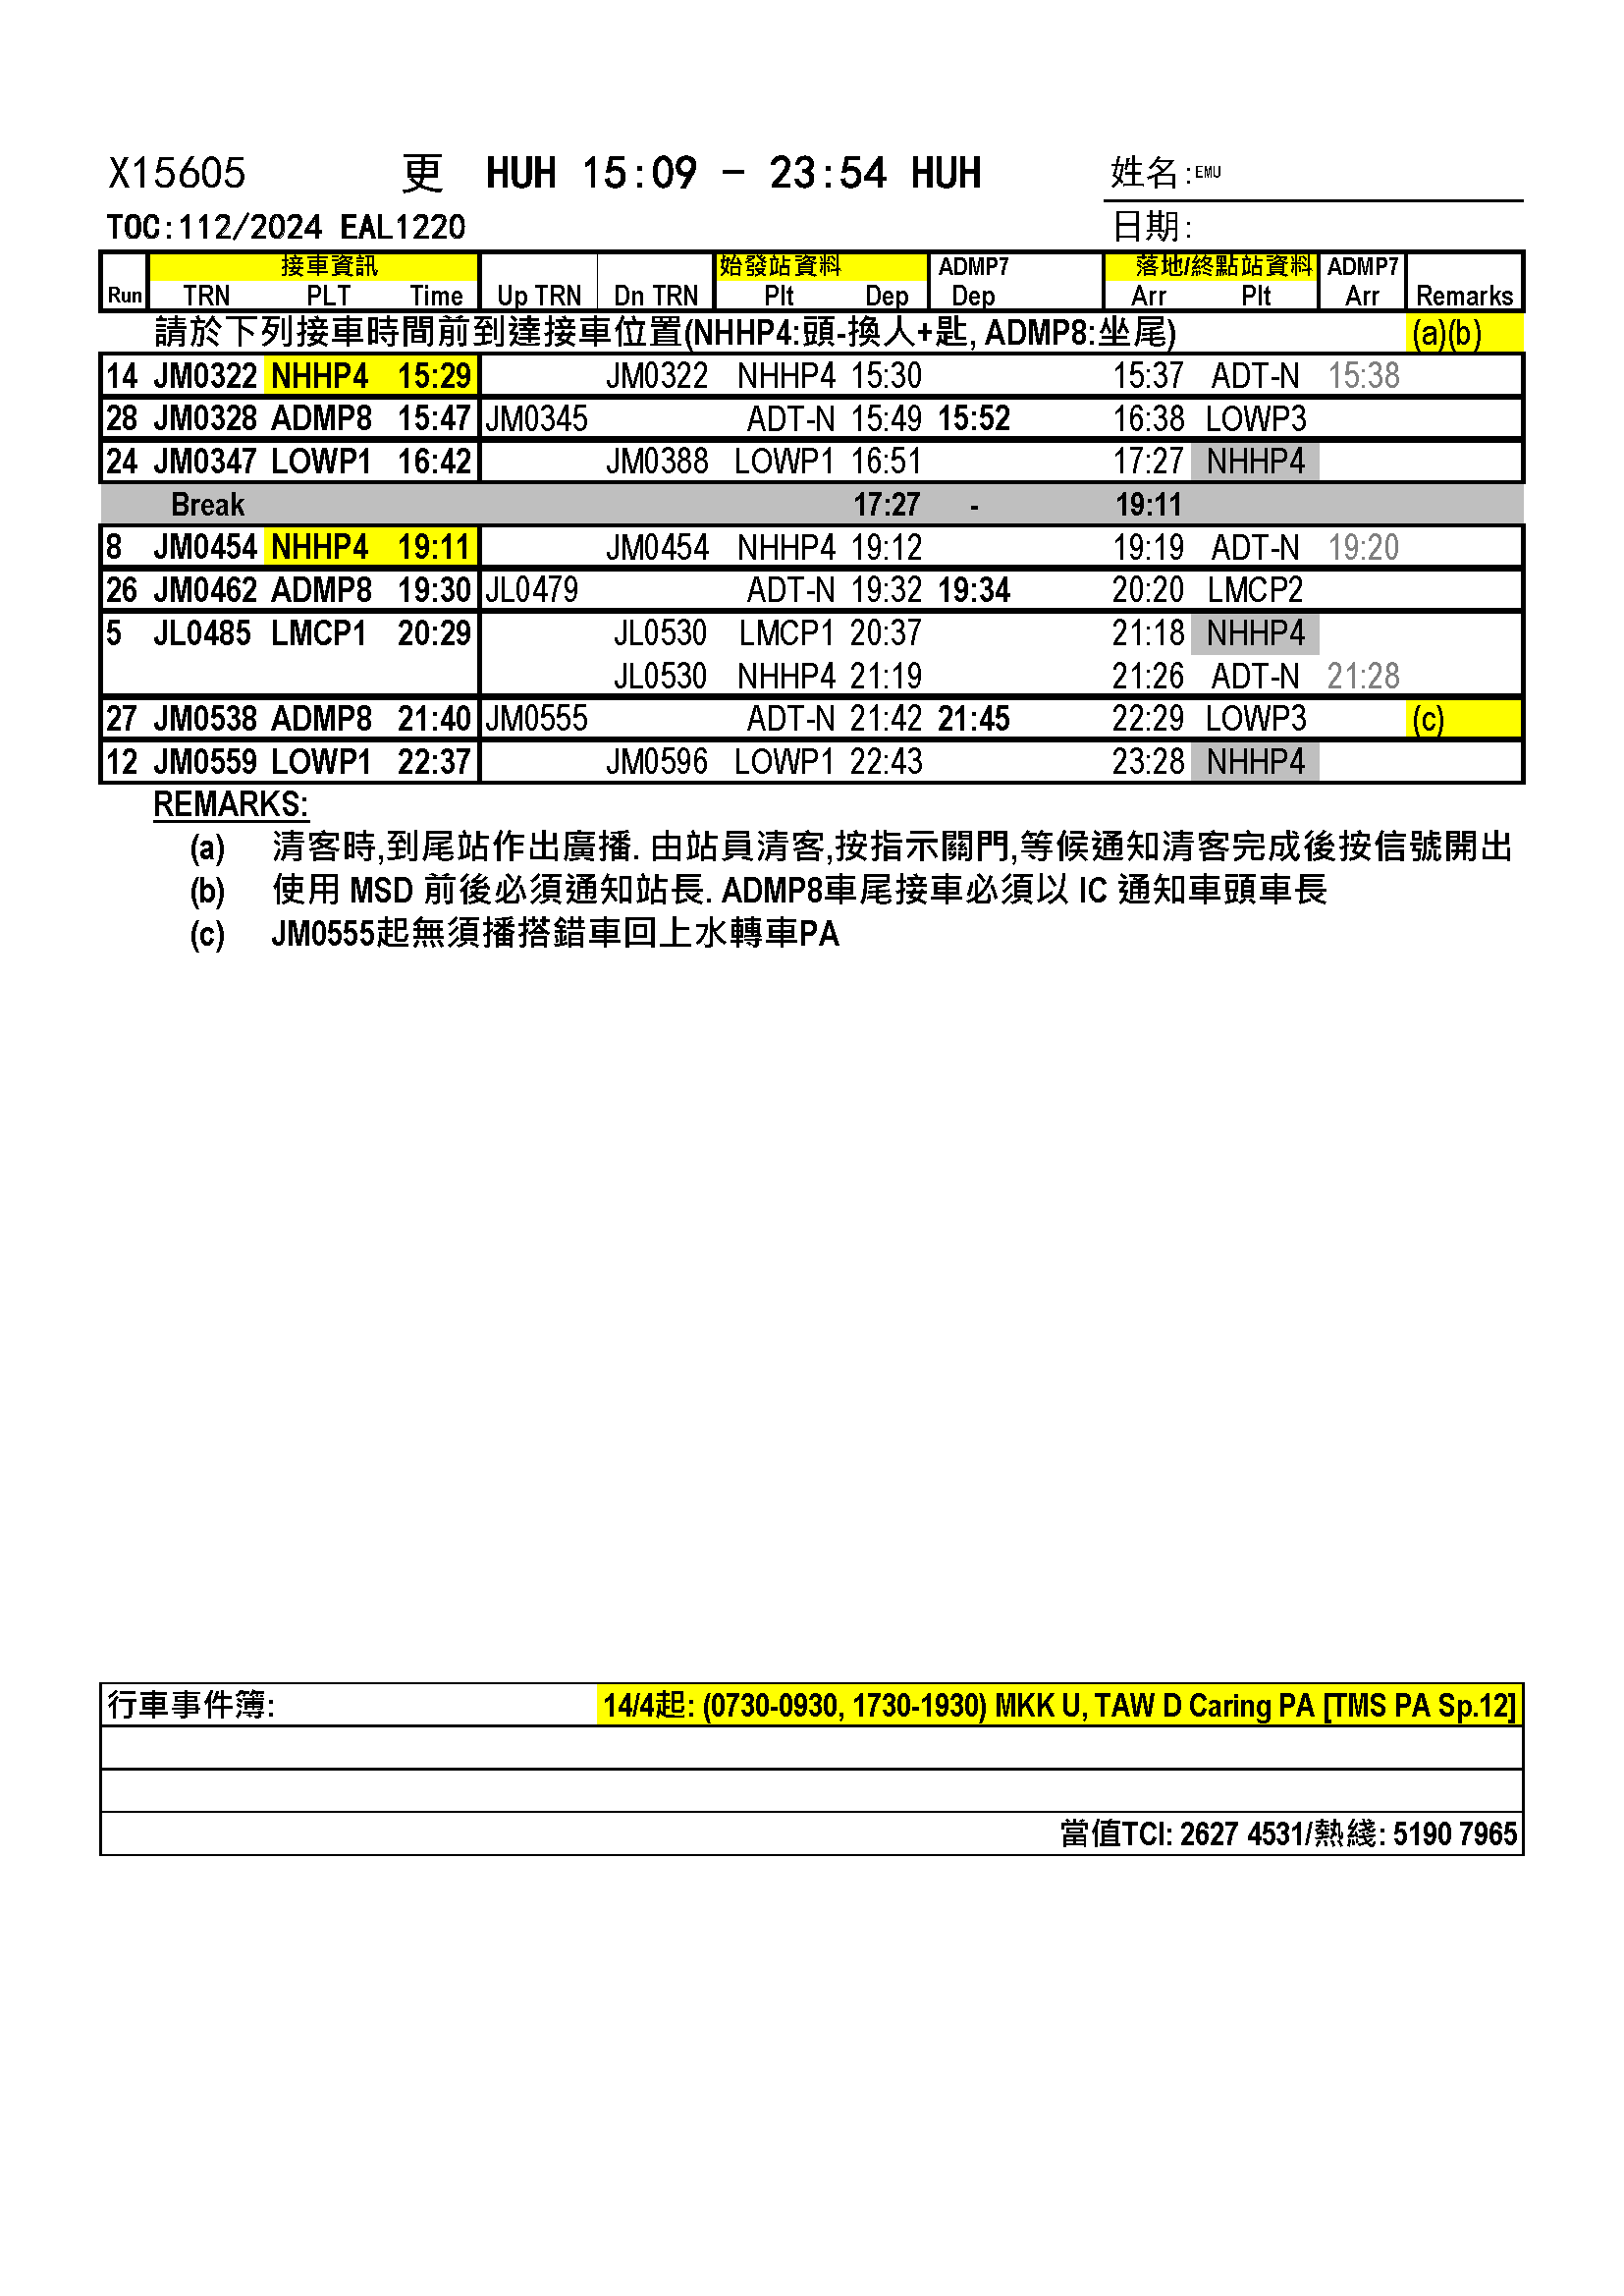 X15605 更 HUH 15:09 - 23:54 HUH 姓名:EMU
TOC:112/2024 EAL1220 日期:
接車資訊 始發站資料 ADMP7 落地/終點站資料 ADMP7
Run TRN PLT Time Up TRN Dn TRN Plt Dep Dep Arr Plt Arr Remarks
請於下列接車時間前到達接車位置(NHHP4:頭-換人+匙, ADMP8:坐尾) (a)(b)
14 JM0322 NHHP4 15:29 JM0322 NHHP4 15:30 15:37 ADT-N 15:38
28 JM0328 ADMP8 15:47 JM0345 ADT-N 15:49 15:52 16:38 LOWP3
24 JM0347 LOWP1 16:42 JM0388 LOWP1 16:51 17:27 NHHP4
Break 17:27 - 19:11
8 JM0454 NHHP4 19:11 JM0454 NHHP4 19:12 19:19 ADT-N 19:20
26 JM0462 ADMP8 19:30 JL0479 ADT-N 19:32 19:34 20:20 LMCP2
5 JL0485 LMCP1 20:29 JL0530 LMCP1 20:37 21:18 NHHP4
JL0530 NHHP4 21:19 21:26 ADT-N 21:28
27 JM0538 ADMP8 21:40 JM0555 ADT-N 21:42 21:45 22:29 LOWP3 (c)
12 JM0559 LOWP1 22:37 JM0596 LOWP1 22:43 23:28 NHHP4
REMARKS:
(a) 清客時,到尾站作出廣播. 由站員清客,按指示關門,等候通知清客完成後按信號開出
(b) 使用 MSD 前後必須通知站長. ADMP8車尾接車必須以 IC 通知車頭車長
(c) JM0555起無須播搭錯車回上水轉車PA
行車事件簿: 14/4起: (0730-0930, 1730-1930) MKK U, TAW D Caring PA [TMS PA Sp.12]
當值TCI: 2627 4531/熱綫: 5190 7965